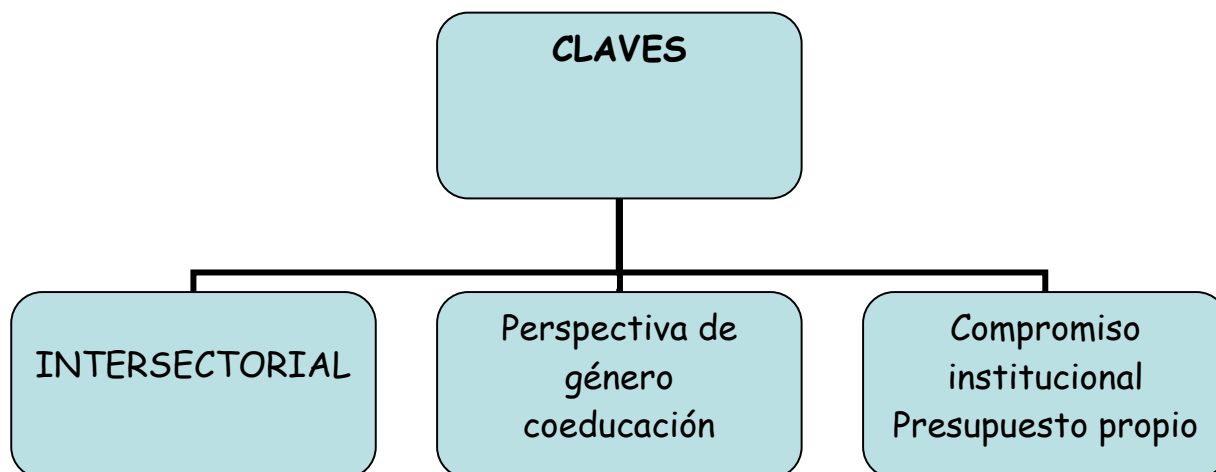 CLAVES
INTERSECTORIAL
Perspectiva de
género
coeducación
Compromiso
institucional
Presupuesto propio